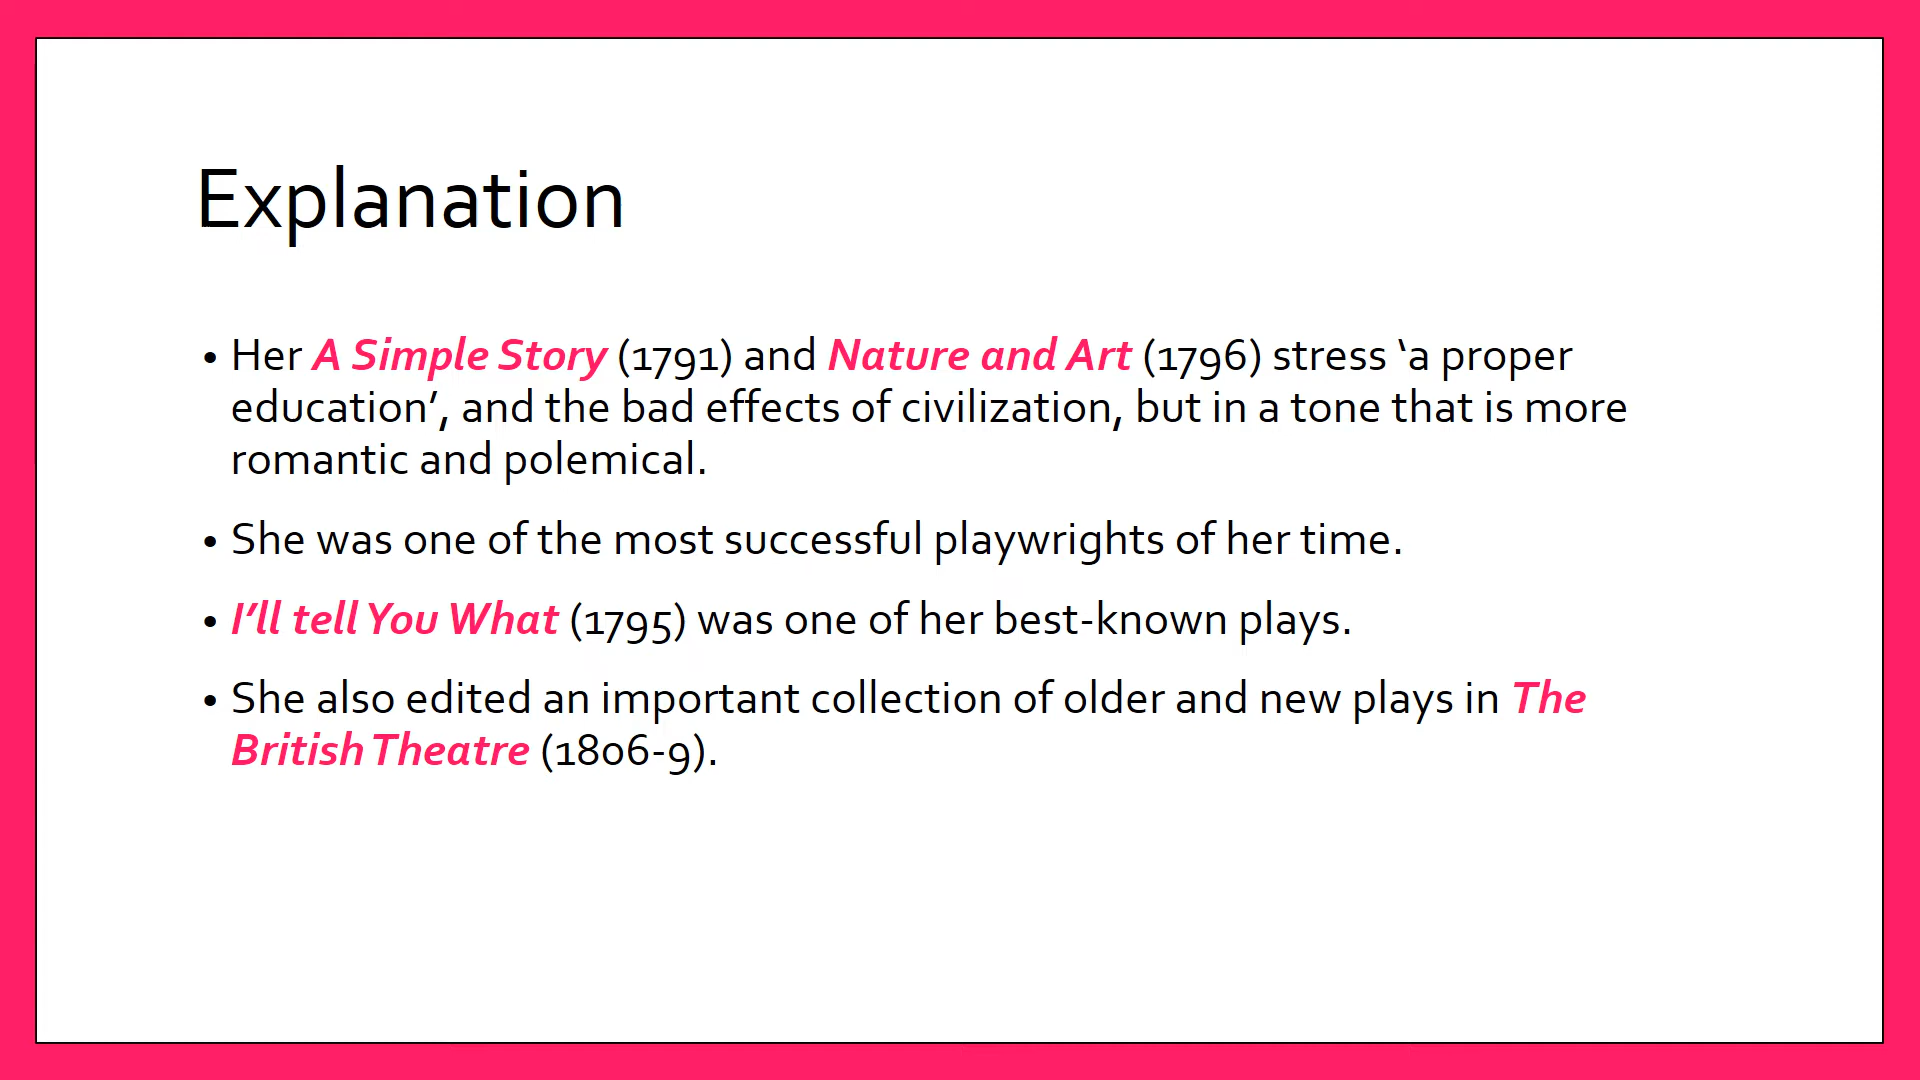 Explanation
• Her A Simple Story (1791) and Nature and Art (1796) stress ‘a proper
education’, and the bad effects of civilization, but in a tone that is more
romantic and polemical.
• She was one of the most successful playwrights of her time.
• I’ll tell You What (1795) was one of her best-known plays.
• She also edited an important collection of older and new plays in The
British Theatre (1806-9).